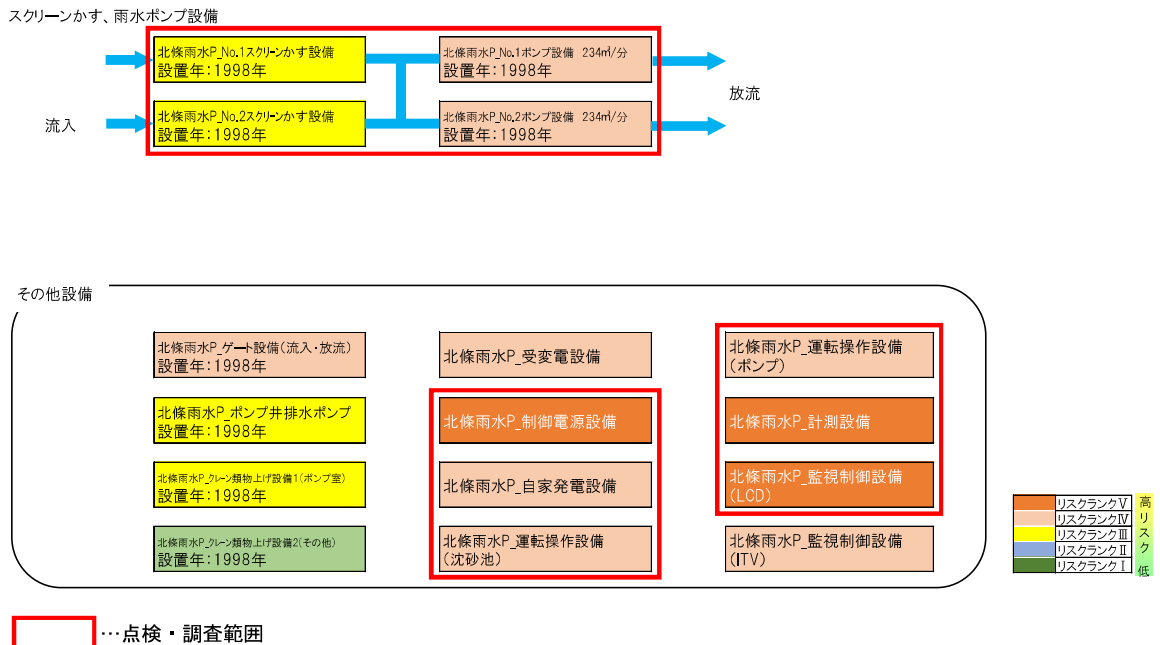 スクリーンかす、雨水ポンプ設備
北條雨水P_No.1スクリーンかす設備
設置年：1998年
北條雨水P_No.1ポンプ設備 234㎥/分
設置年：1998年
放流
流入
北條雨水P_No.2スクリーンかす設備
設置年：1998年
北條雨水P_No.2ポンプ設備 234㎥/分
設置年：1998年
その他設備
北條雨水P_ゲート設備(流入・放流)
設置年：1998年
北條雨水P_受変電設備
北條雨水P_運転操作設備
(ポンプ)
北條雨水P_ポンプ井排水ポンプ
設置年：1998年
北條雨水P_制御電源設備
北條雨水P_計測設備
北條雨水P_クレーン類物上げ設備1(ポンプ室)
設置年：1998年
北條雨水P_自家発電設備
北條雨水P_監視制御設備
(LCD)
北條雨水P_クレーン類物上げ設備2(その他)
設置年：1998年
北條雨水P_運転操作設備
(沈砂池)
北條雨水P_監視制御設備
(ITV)
リスクランクⅤ
リスクランクⅣ
リスクランクⅢ
リスクランクⅡ
リスクランクⅠ
高リスク低
…点検・調査範囲